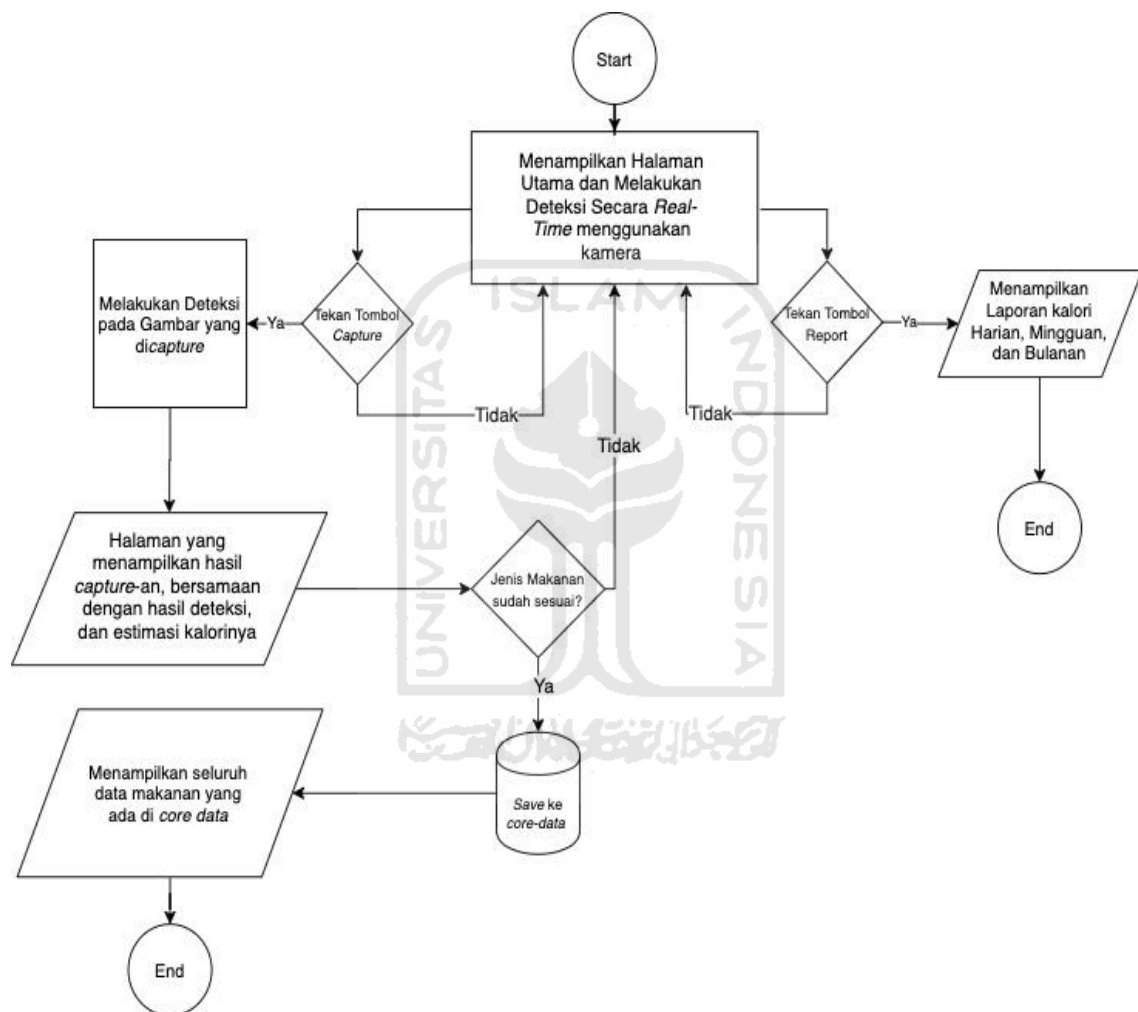 Start
Menampilkan Halaman
Utama dan Melakukan
Deteksi Secara Real-
Time menggunakan
kamera
Melakukan Deteksi
pada Gambar yang
dicapture
Ya
Tekan Tombol
Capture
Tidak
Tekan Tombol
Report
Ya
Tidak
Menampilkan
Laporan kalori
Harian, Mingguan,
dan Bulanan
End
Halaman yang
menampilkan hasil
capture-an, bersamaan
dengan hasil deteksi,
dan estimasi kalorinya
Jenis Makanan
sudah sesuai?
Tidak
Ya
Save ke
core-data
Menampilkan seluruh
data makanan yang
ada di core data
End
UNIVERSITAS
ISLAM
INDONESIA